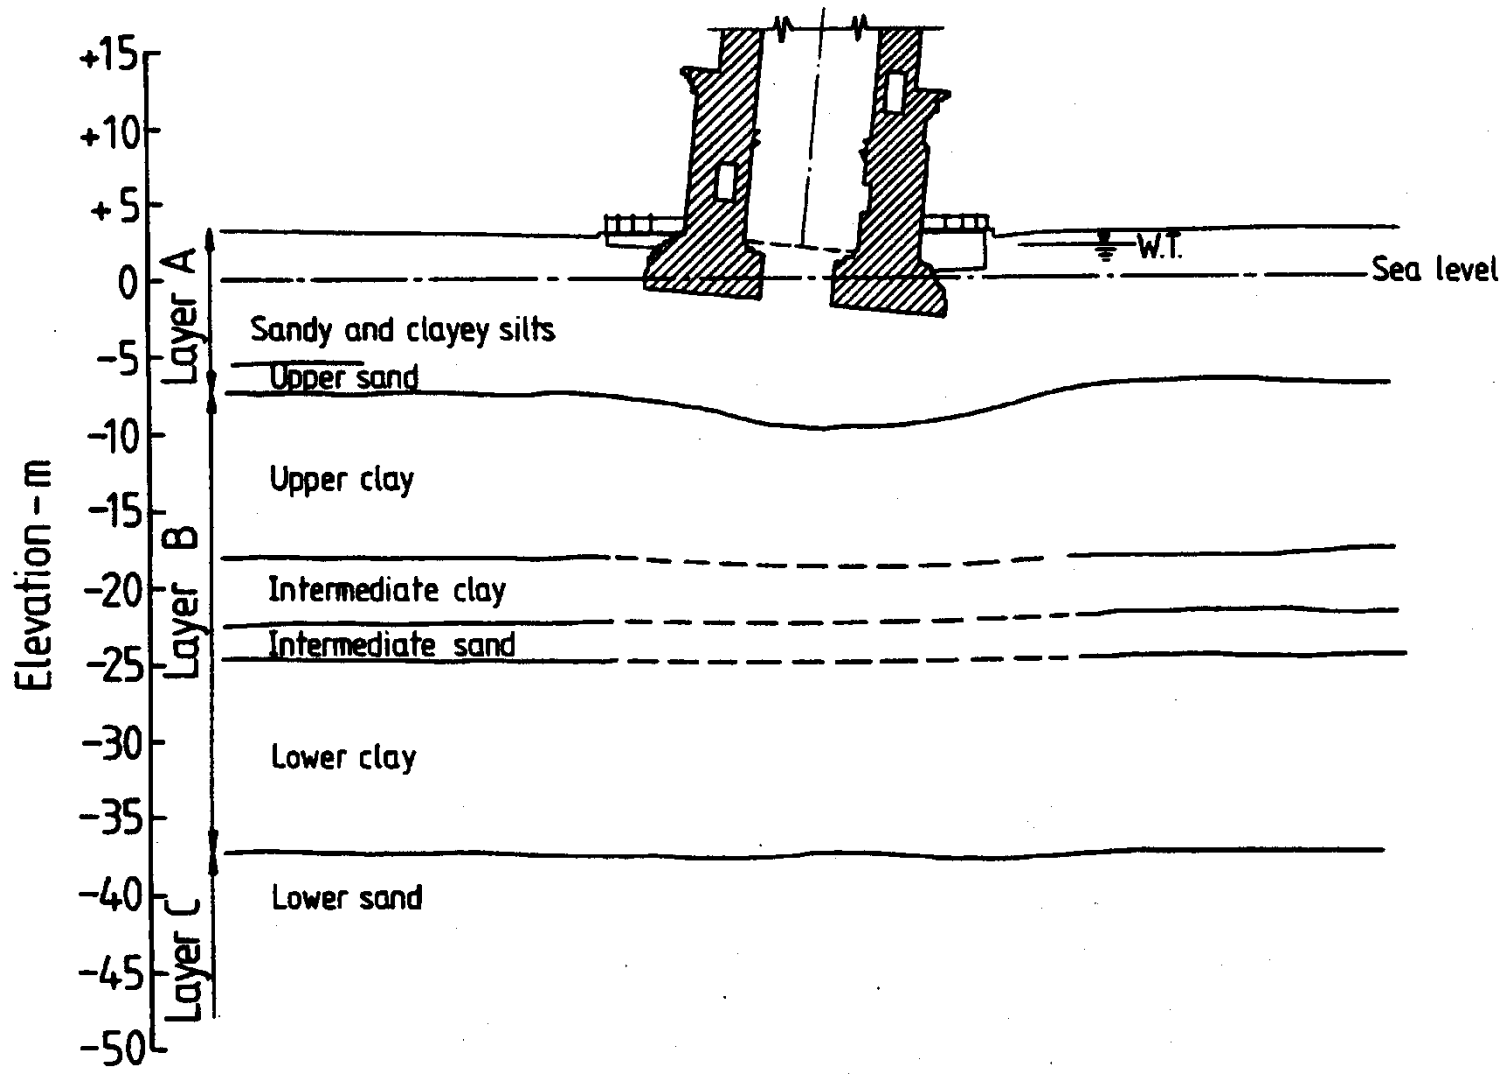 +15
+10
+5
0
-5
-10
-15
-20
-25
-30
-35
-40
-45
-50
Elevation-m
Layer A
Layer B
Layer C
W.T.
Sea level
Sandy and clayey silts
Upper sand
Upper clay
Intermediate clay
Intermediate sand
Lower clay
Lower sand